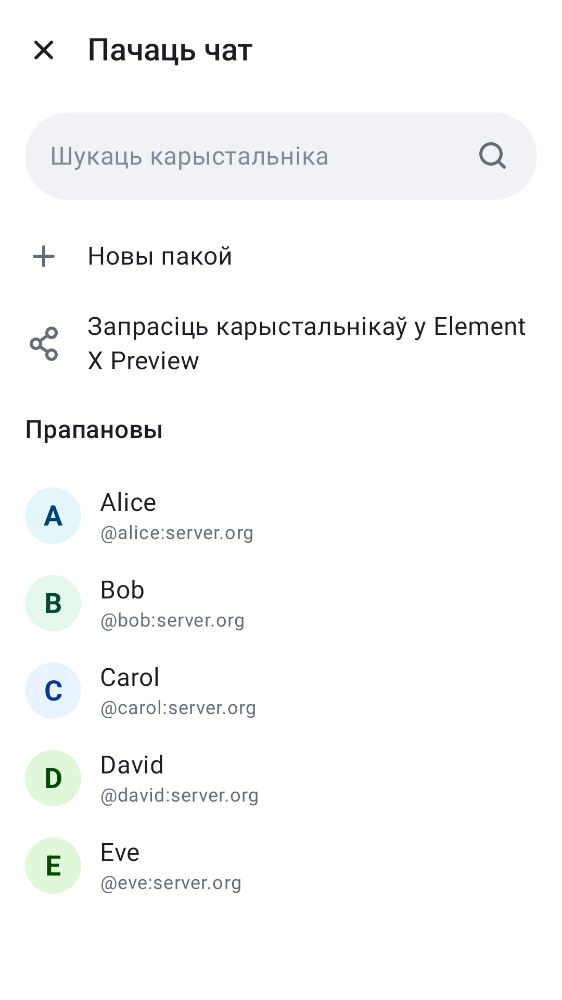 Пачаць чат
Шукаць карыстальніка
Новы пакой
Запрасіць карыстальнікаў у Element
X Preview
Прапановы
A
Alice
@alice:server.org
B
Bob
@bob:server.org
C
Carol
@carol:server.org
D
David
@david:server.org
E
Eve
@eve:server.org